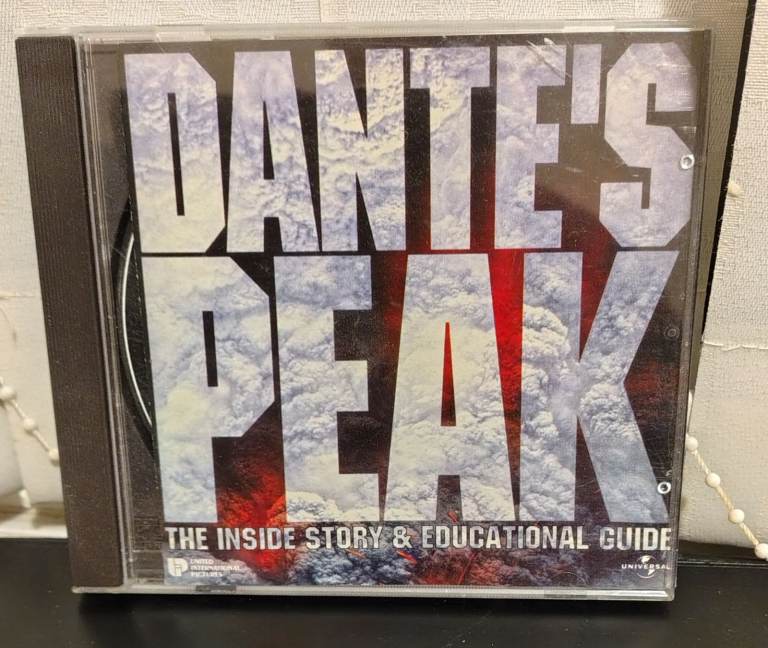 DANTE'S
PEAK
THE INSIDE STORY & EDUCATIONAL GUIDE
UNITED
INTERNATIONAL
PICTURES
UNIVERSAL